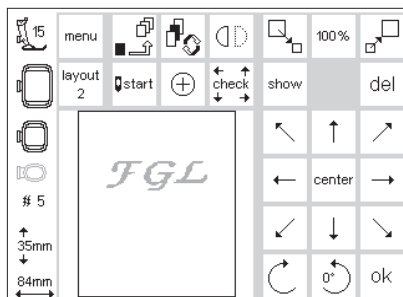 15 menu 100%
layout
2
start check show del
FGL
center
# 5
35mm
84mm
0° ok